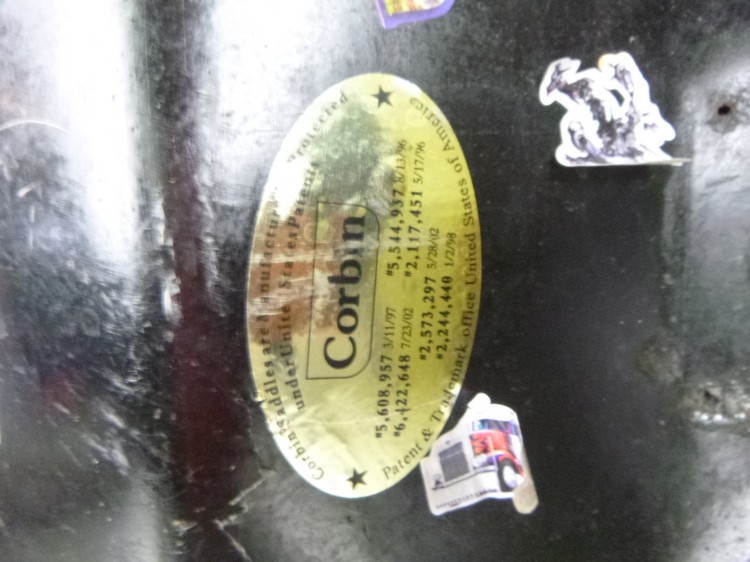 Corbin Saddles are Manufactured & Protected
under United States Patents
Corbin
#5,608,957 3/11/97 #5,544,937 8/13/96
#6,422,648 7/23/02 #2,117,451 5/17/96
#2,573,297 5/28/02
#2,244,440 1/2/98
Patent & Trademark office United States of America